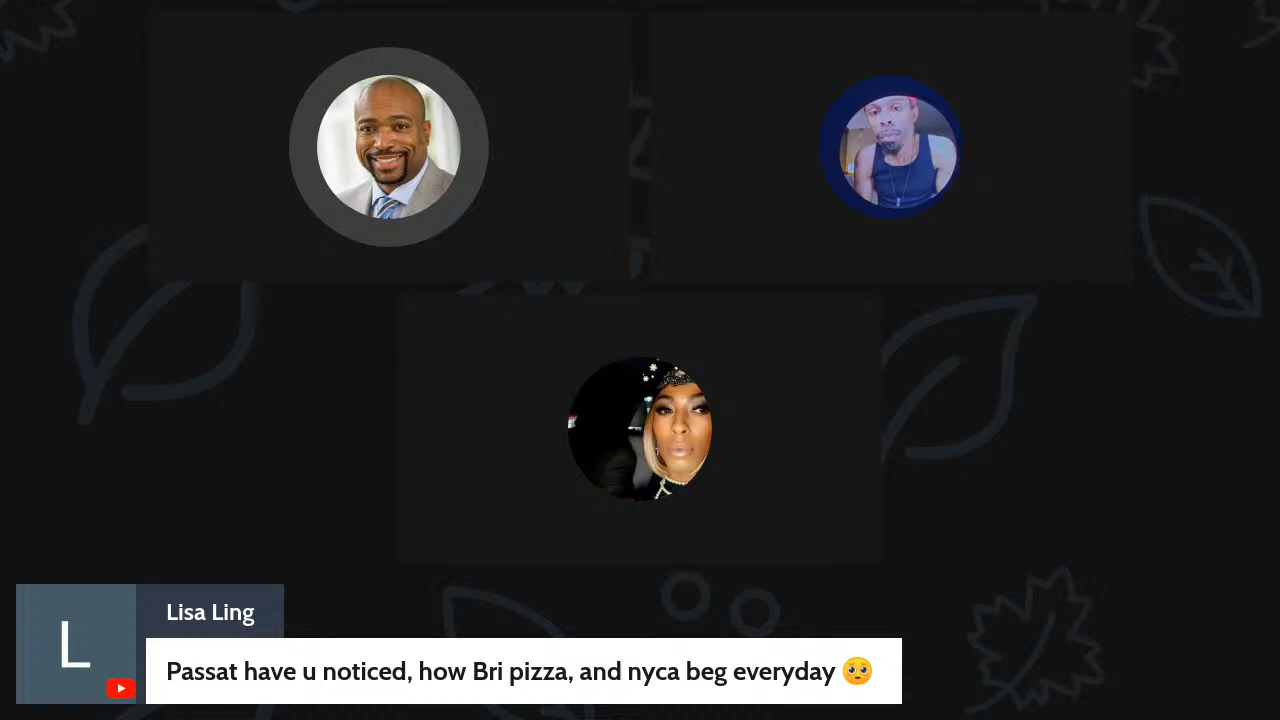 L
Lisa Ling
Passat have u noticed, how Bri pizza, and nyca beg everyday 🥺